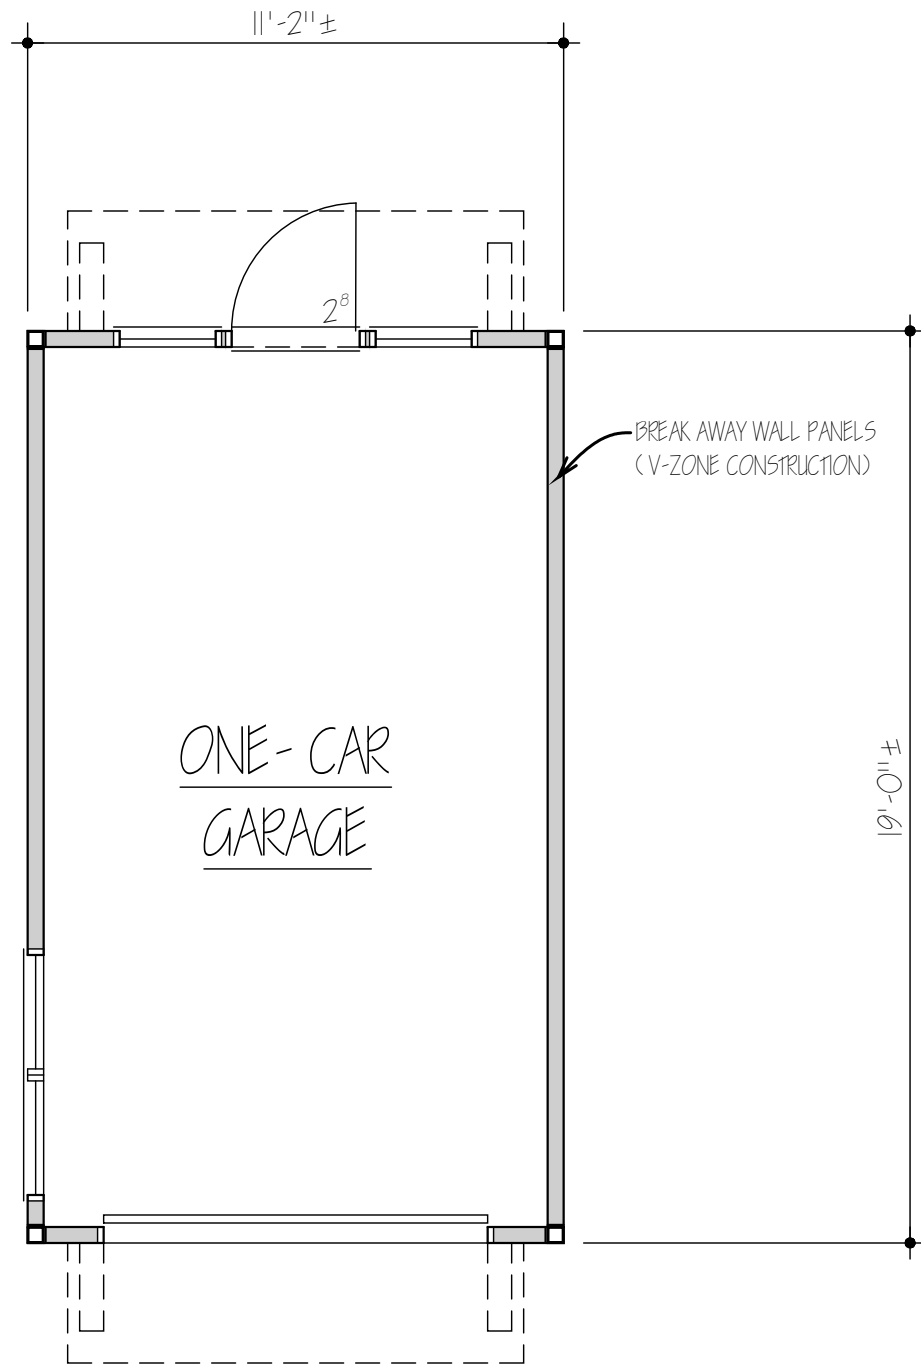 11'-2"±
2⁸
BREAK AWAY WALL PANELS
( V-ZONE CONSTRUCTION)
ONE- CAR
GARAGE
19'-0"±